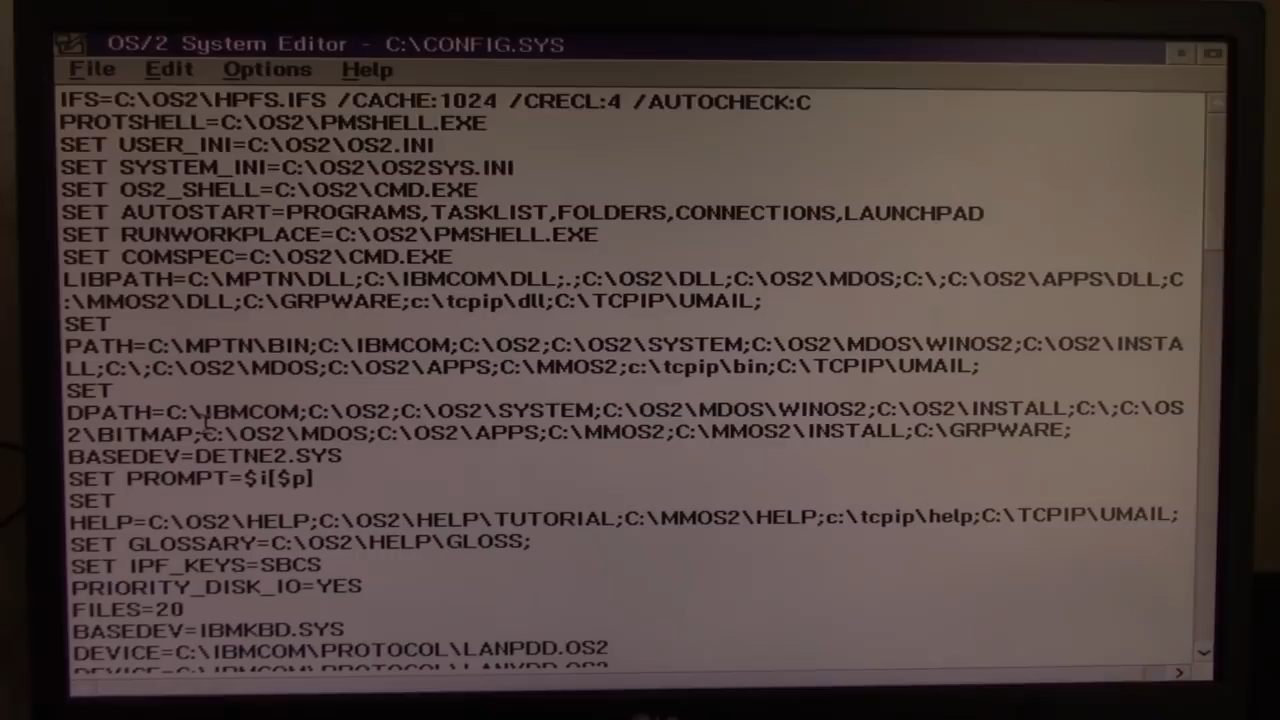 OS/2 System Editor - C:\CONFIG.SYS
File Edit Options Help
IFS=C:\OS2\HPFS.IFS /CACHE:1024 /CRECL:4 /AUTOCHECK:C
PROTSHELL=C:\OS2\PMSHELL.EXE
SET USER_INI=C:\OS2\OS2.INI
SET SYSTEM_INI=C:\OS2\OS2SYS.INI
SET OS2_SHELL=C:\OS2\CMD.EXE
SET AUTOSTART=PROGRAMS,TASKLIST,FOLDERS,CONNECTIONS,LAUNCHPAD
SET RUNWORKPLACE=C:\OS2\PMSHELL.EXE
SET COMSPEC=C:\OS2\CMD.EXE
LIBPATH=C:\MPTN\DLL;C:\IBMCOM\DLL;.;C:\OS2\DLL;C:\OS2\MDOS;C:\;C:\OS2\APPS\DLL;C
:\MMOS2\DLL;C:\GRPWARE;c:\tcpip\dll;C:\TCPIP\UMAIL;
SET
PATH=C:\MPTN\BIN;C:\IBMCOM;C:\OS2;C:\OS2\SYSTEM;C:\OS2\MDOS\WINOS2;C:\OS2\INSTA
LL;C:\;C:\OS2\MDOS;C:\OS2\APPS;C:\MMOS2;c:\tcpip\bin;C:\TCPIP\UMAIL;
SET
DPATH=C:\IBMCOM;C:\OS2;C:\OS2\SYSTEM;C:\OS2\MDOS\WINOS2;C:\OS2\INSTALL;C:\;C:\OS
2\BITMAP;C:\OS2\MDOS;C:\OS2\APPS;C:\MMOS2;C:\MMOS2\INSTALL;C:\GRPWARE;
BASEDEV=DETNE2.SYS
SET PROMPT=$i[$p]
SET
HELP=C:\OS2\HELP;C:\OS2\HELP\TUTORIAL;C:\MMOS2\HELP;c:\tcpip\help;C:\TCPIP\UMAIL;
SET GLOSSARY=C:\OS2\HELP\GLOSS;
SET IPF_KEYS=SBCS
PRIORITY_DISK_IO=YES
FILES=20
BASEDEV=IBMKBD.SYS
DEVICE=C:\IBMCOM\PROTOCOL\LANPDD.OS2
DEVICE=C:\IBMCOM\PROTOCOL\LANVDD.OS2